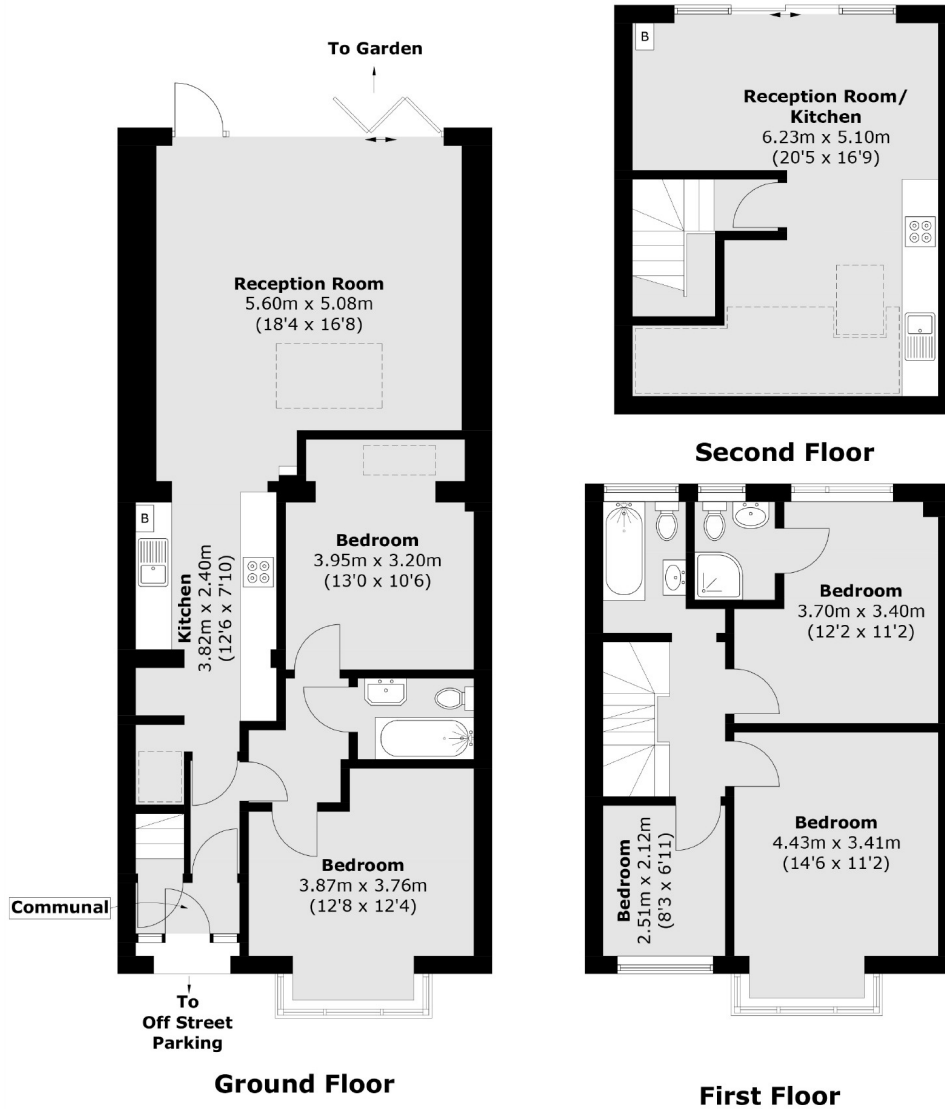 To Garden
Reception Room
5.60m x 5.08m
(18'4 x 16'8)
B
Kitchen
3.82m x 2.40m
(12'6 x 7'10)
Bedroom
3.95m x 3.20m
(13'0 x 10'6)
Bedroom
3.87m x 3.76m
(12'8 x 12'4)
Communal
To
Off Street
Parking
Ground Floor
B
Reception Room/
Kitchen
6.23m x 5.10m
(20'5 x 16'9)
Second Floor
Bedroom
3.70m x 3.40m
(12'2 x 11'2)
Bedroom
4.43m x 3.41m
(14'6 x 11'2)
Bedroom
2.51m x 2.12m
(8'3 x 6'11)
First Floor